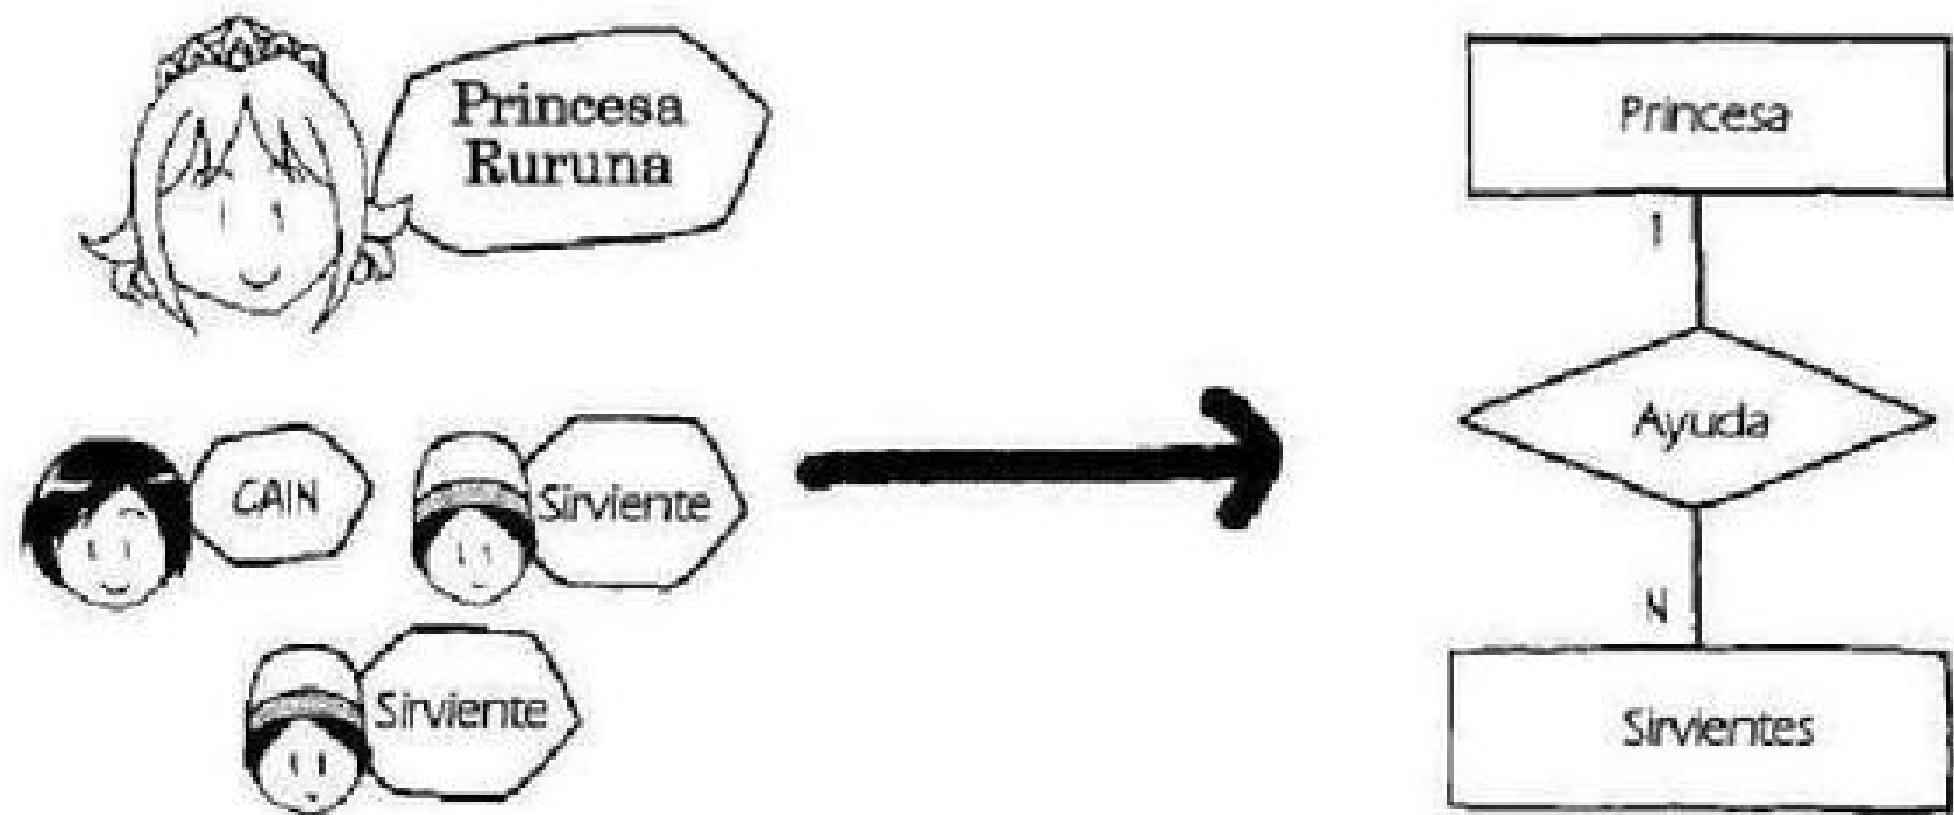 Princesa
Ruruna
CAIN
Sirviente
Sirviente
Princesa
1
Ayuda
N
Sirvientes